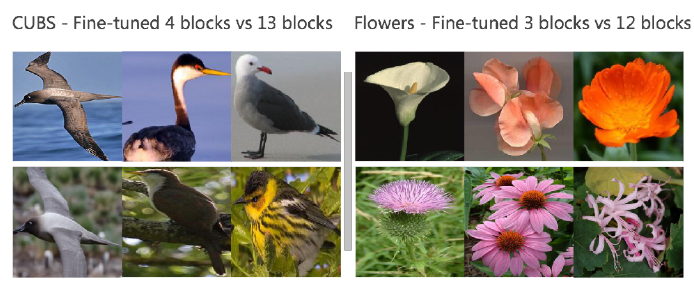 CUBS - Fine-tuned 4 blocks vs 13 blocks
Flowers - Fine-tuned 3 blocks vs 12 blocks